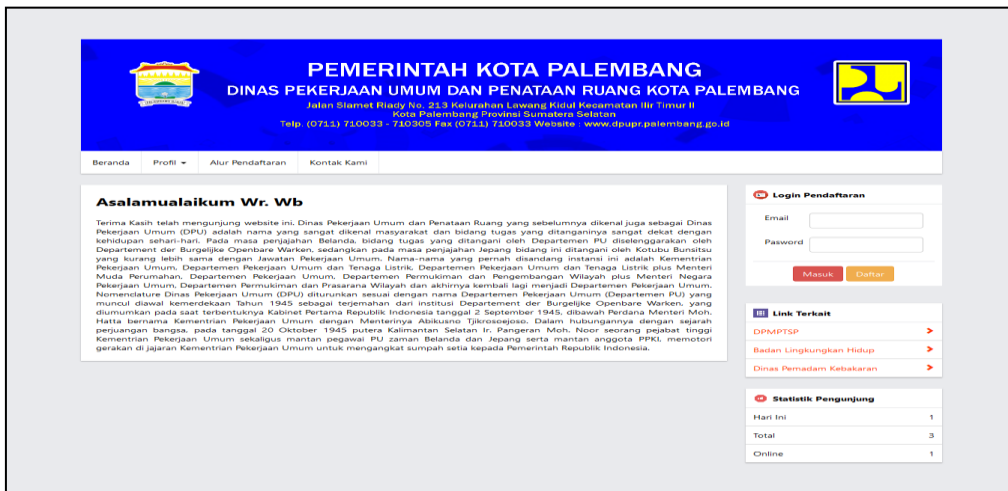 PEMERINTAH KOTA PALEMBANG
DINAS PEKERJAAN UMUM DAN PENATAAN RUANG KOTA PALEMBANG
Jalan Slamet Riady No. 213 Kelurahan Lawang Kidul Kecamatan Ilir Timur II
Kota Palembang Provinsi Sumatera Selatan
Telp. (0711) 710033 - 710305 Fax (0711) 710033 Website : www.dpupr.palembang.go.id
Beranda Profil Alur Pendaftaran Kontak Kami
Asalamualaikum Wr. Wb
Terima Kasih telah mengunjung website ini. Dinas Pekerjaan Umum dan Penataan Ruang yang sebelumnya dikenal juga sebagai Dinas
Pekerjaan Umum (DPU) adalah nama yang sangat dikenal masyarakat dan bidang tugas yang ditanganinya sangat dekat dengan
kehidupan sehari-hari. Pada masa penjajahan Belanda, bidang tugas yang ditangani oleh Departemen PU diselenggarakan oleh
Departement der Burgelijke Openbare Warken, sedangkan pada masa penjajahan Jepang bidang ini ditangani oleh Kotubu Bunsitsu
yang kurang lebih sama dengan Jawatan Pekerjaan Umum. Nama-nama yang pernah disandang instansi ini adalah Kementrian
Pekerjaan Umum, Departemen Pekerjaan Umum dan Tenaga Listrik, Departemen Pekerjaan Umum dan Tenaga Listrik plus Menteri
Muda Perumahan, Departemen Pekerjaan Umum, Departemen Permukiman dan Pengembangan Wilayah plus Menteri Negara
Pekerjaan Umum, Departemen Permukiman dan Prasarana Wilayah dan akhirnya kembali lagi menjadi Departemen Pekerjaan Umum.
Nomenclature Dinas Pekerjaan Umum (DPU) diturunkan sesuai dengan nama Departemen Pekerjaan Umum (Departemen PU) yang
muncul diawal kemerdekaan Tahun 1945 sebagai terjemahan dari institusi Departement der Burgelijke Openbare Warken, yang
diumumkan pada saat terbentuknya Kabinet Pertama Republik Indonesia tanggal 2 September 1945, dibawah Perdana Menteri Moh.
Hatta bernama Kementrian Pekerjaan Umum dengan Menterinya Abikusno Tjikrosoejoso. Dalam hubungannya dengan sejarah
perjuangan bangsa, pada tanggal 20 Oktober 1945 putera Kalimantan Selatan Ir. Pangeran Moh. Noor seorang pejabat tinggi
Kementrian Pekerjaan Umum sekaligus mantan pegawai PU zaman Belanda dan Jepang serta mantan anggota PPKI, memotori
gerakan di jajaran Kementrian Pekerjaan Umum untuk mengangkat sumpah setia kepada Pemerintah Republik Indonesia.
Login Pendaftaran
Email
Pasword
Masuk Daftar
Link Terkait
DPMPTSP
Badan Lingkungkan Hidup
Dinas Pemadam Kebakaran
Statistik Pengunjung
Hari Ini 1
Total 3
Online 1